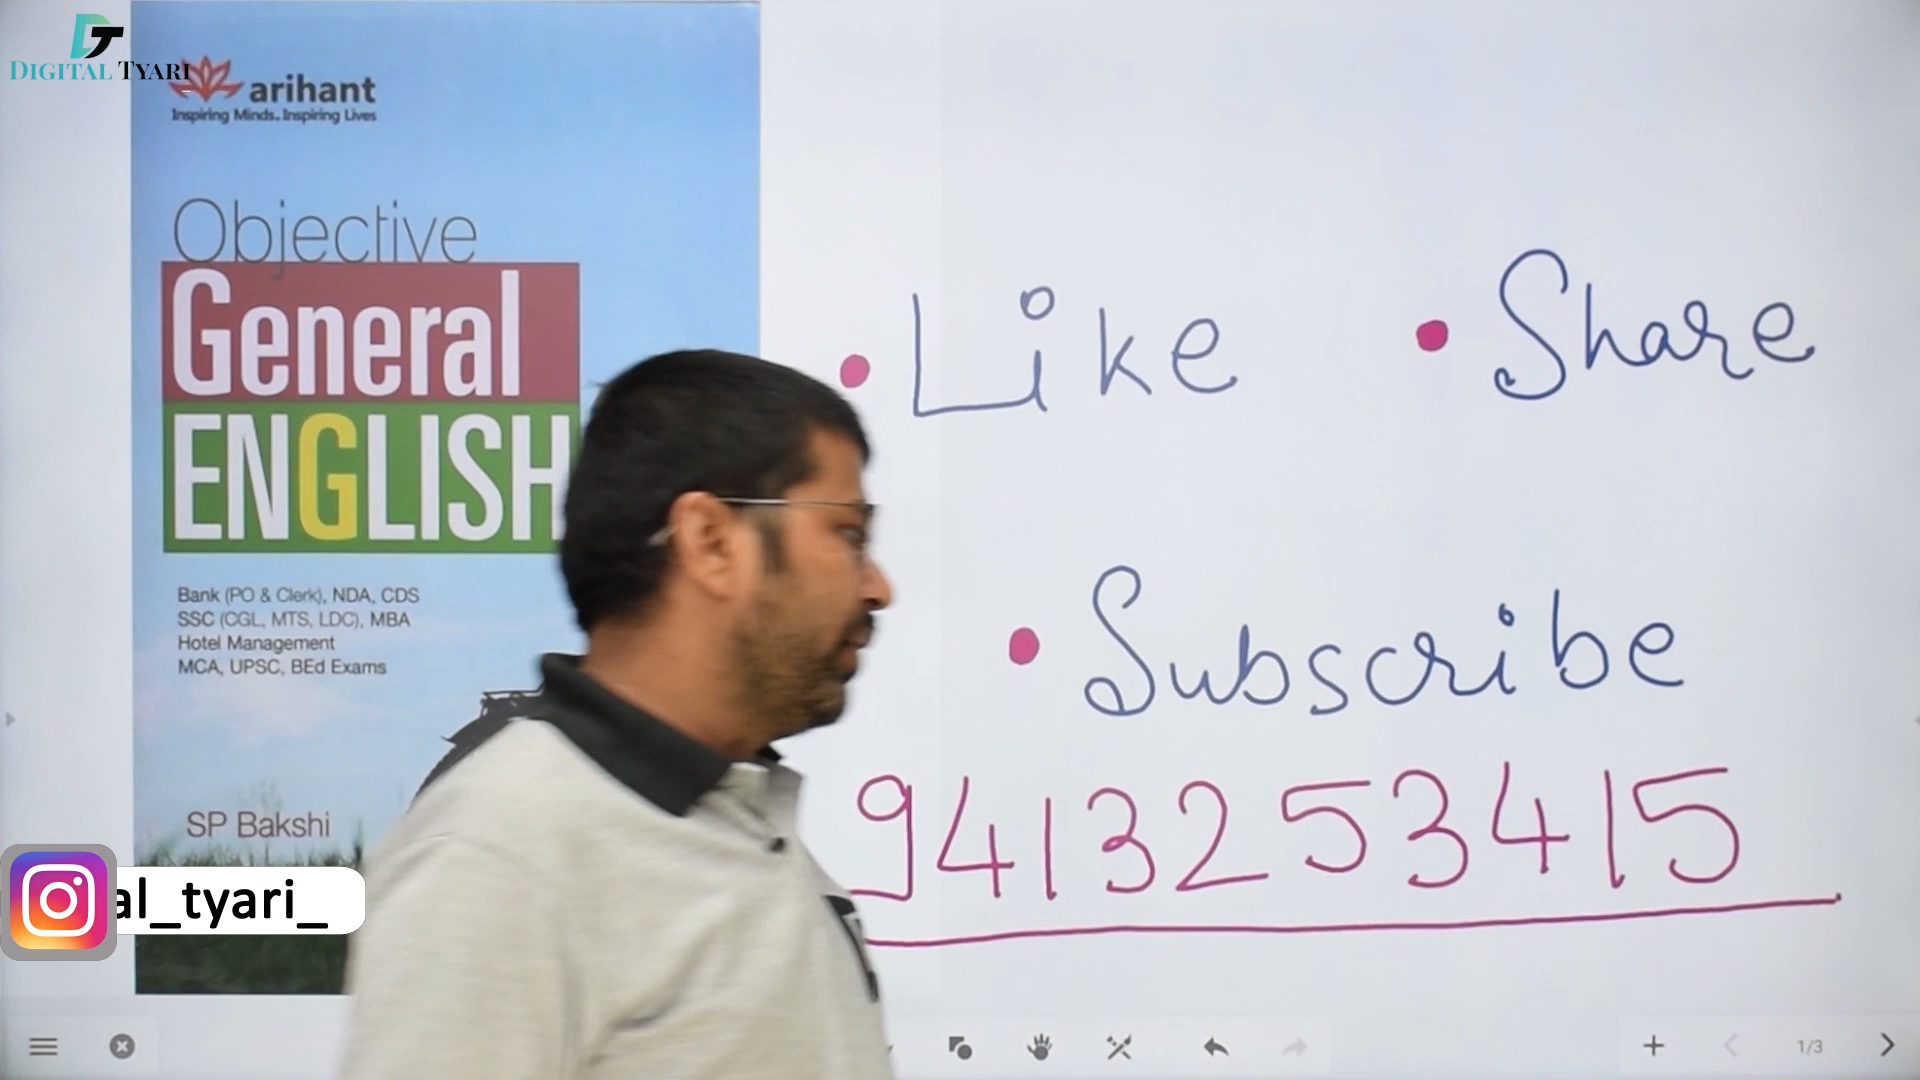 DT
DIGITAL TYARI
arihant
Inspiring Minds. Inspiring Lives
Objective
General
ENGLISH
Bank (PO & Clerk), NDA, CDS
SSC (CGL, MTS, LDC), MBA
Hotel Management
MCA, UPSC, BEd Exams
SP Bakshi
al_tyari_
• Like
• Share
• Subscribe
9413253415
1/3